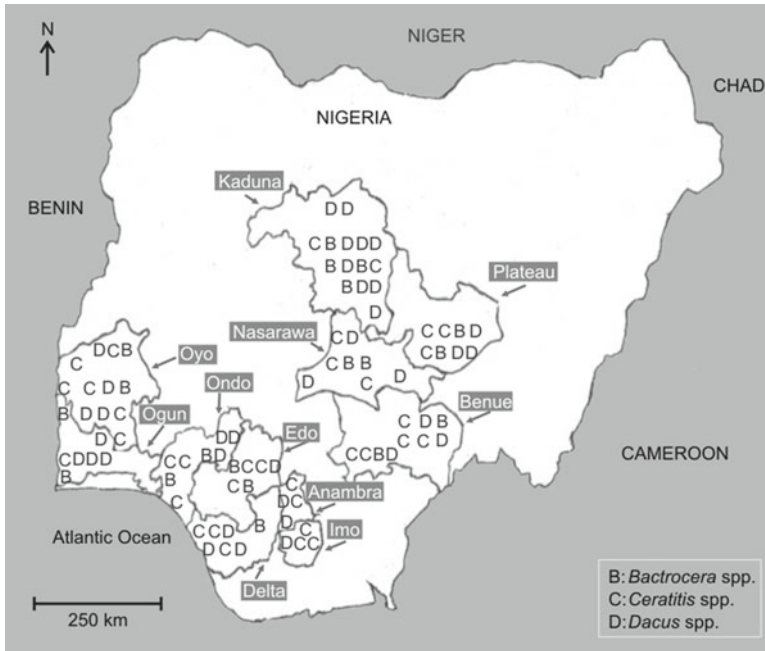 N
NIGER
CHAD
NIGERIA
Kaduna
BENIN
D D
C B D D D
B D B C
B D D
D
Plateau
C C B D
C B D D
Nasarawa
C D
C B B
D
C
D
D C B
C
Oyo
C C D B
Ondo
B D D C
Ogun
D C
C D D D
B
Benue
C D B
C C D
C C B D
Edo
D D
B D
C C
B
C
B C C D
C B
CAMEROON
C
D C
Anambra
D
C
D C C
Imo
B
C C D
D C D
Delta
Atlantic Ocean
250 km
B: Bactrocera spp.
C: Ceratitis spp.
D: Dacus spp.